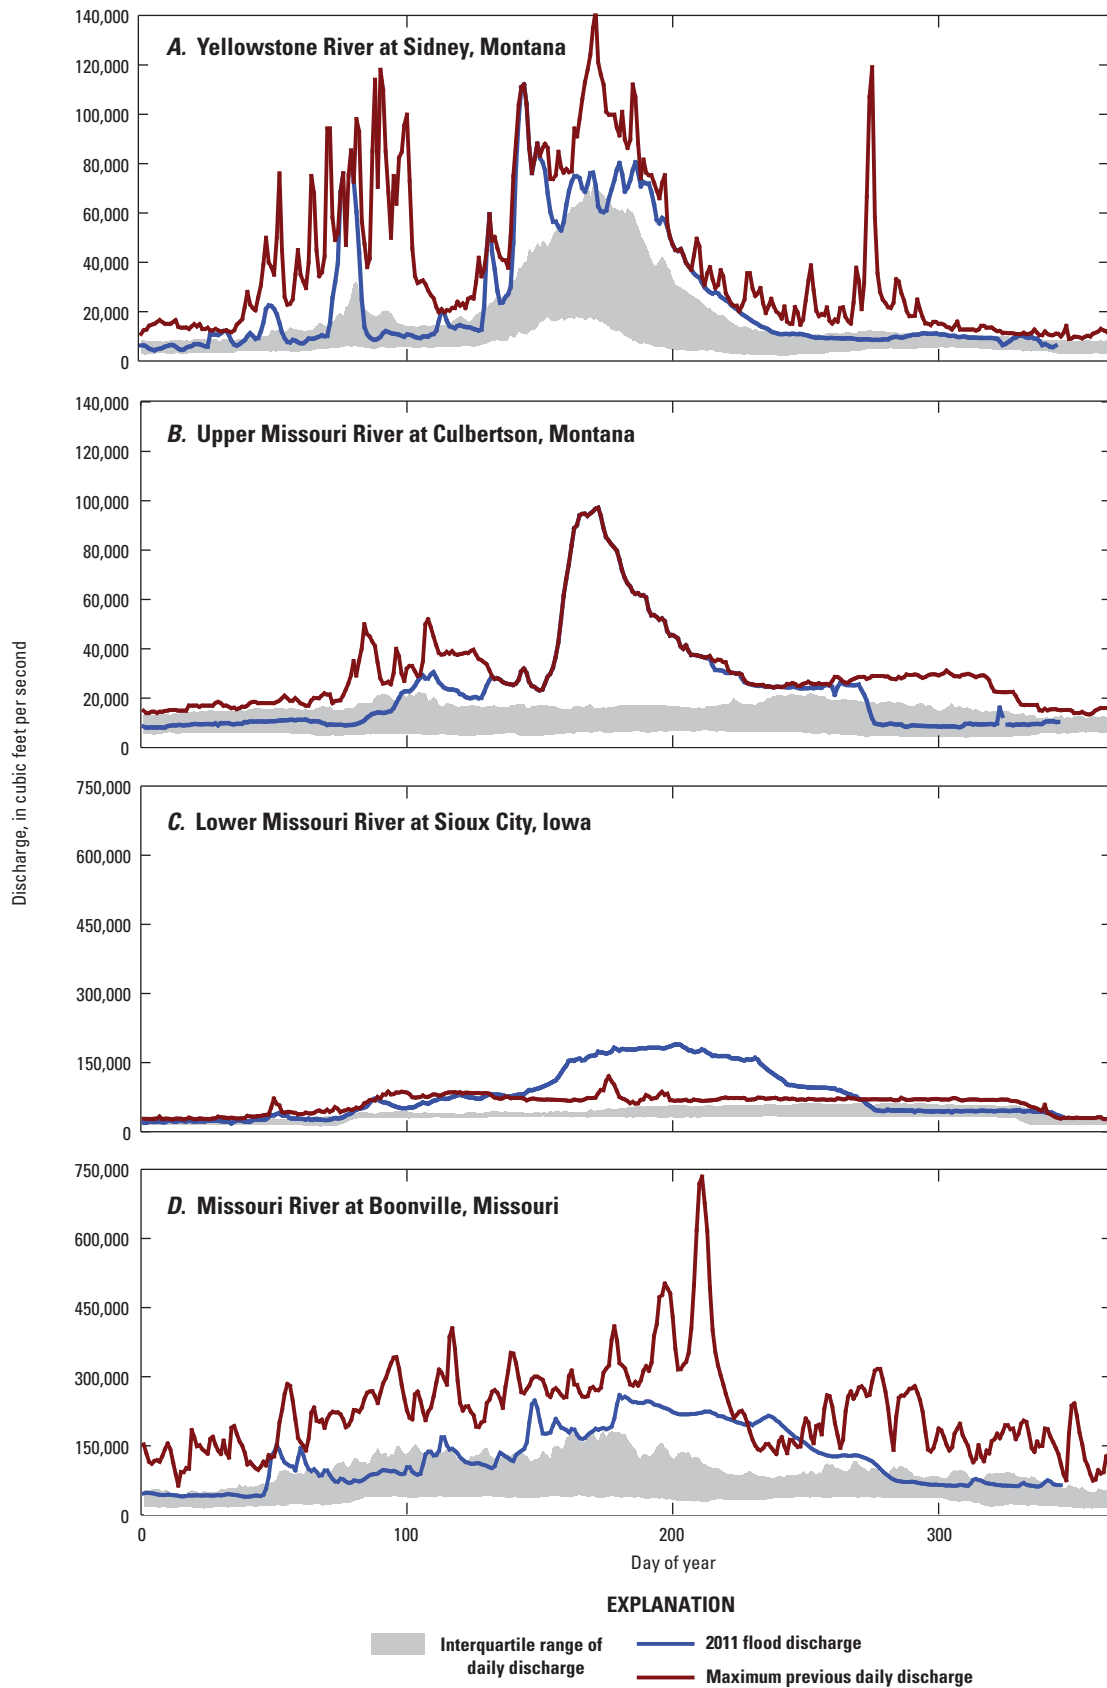 140,000
A. Yellowstone River at Sidney, Montana
120,000
100,000
80,000
60,000
40,000
20,000
0
140,000
B. Upper Missouri River at Culbertson, Montana
120,000
100,000
80,000
60,000
40,000
20,000
0
Discharge, in cubic feet per second
750,000
C. Lower Missouri River at Sioux City, Iowa
600,000
450,000
300,000
150,000
0
750,000
D. Missouri River at Boonville, Missouri
600,000
450,000
300,000
150,000
0
0 100 200 300
Day of year
EXPLANATION
Interquartile range of
daily discharge
2011 flood discharge
Maximum previous daily discharge